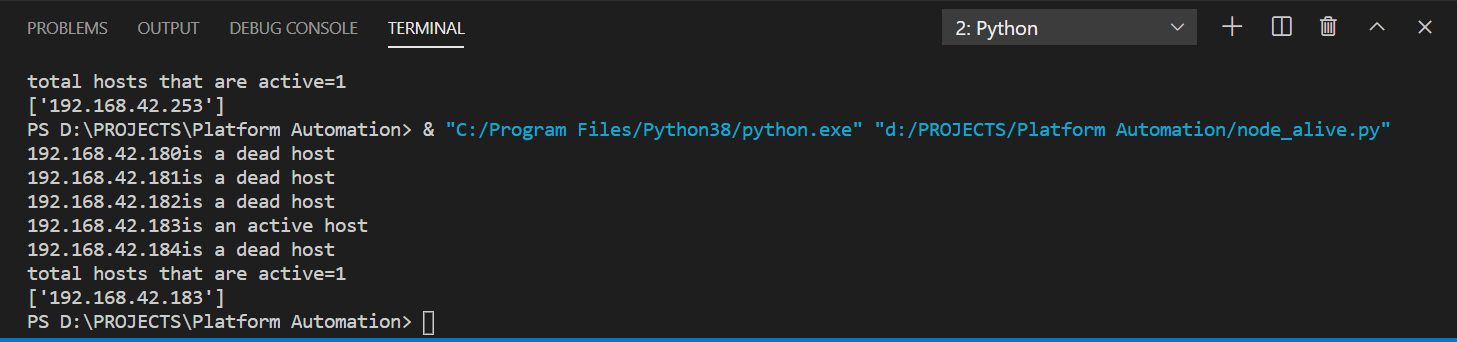 PROBLEMS OUTPUT DEBUG CONSOLE TERMINAL 2: Python
total hosts that are active=1
['192.168.42.253']
PS D:\PROJECTS\Platform Automation> & "C:/Program Files/Python38/python.exe" "d:/PROJECTS/Platform Automation/node_alive.py"
192.168.42.180is a dead host
192.168.42.181is a dead host
192.168.42.182is a dead host
192.168.42.183is an active host
192.168.42.184is a dead host
total hosts that are active=1
['192.168.42.183']
PS D:\PROJECTS\Platform Automation>